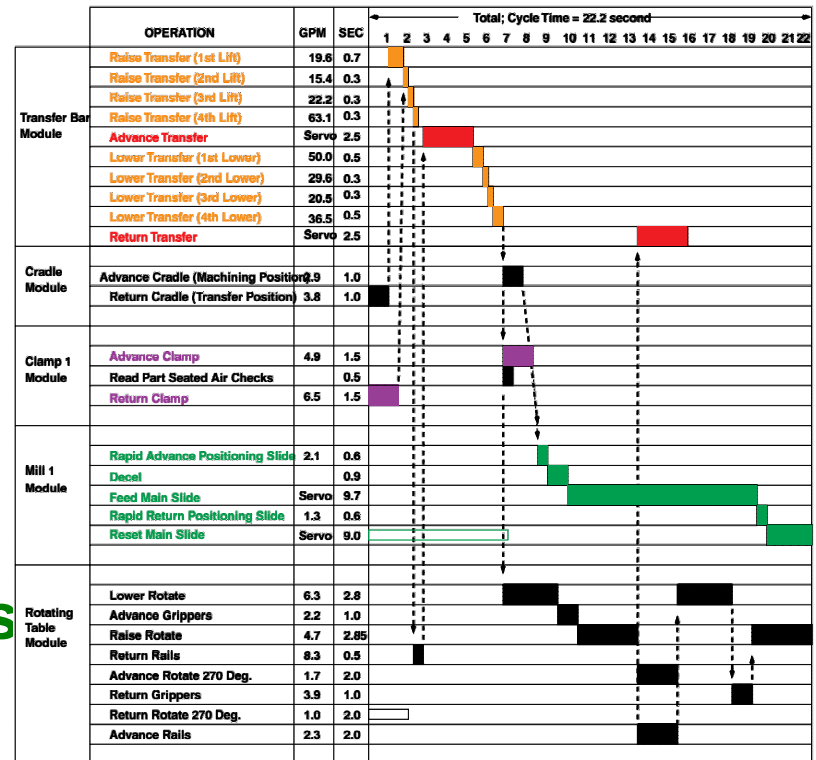 Total; Cycle Time = 22.2 second
OPERATION GPM SEC 1 2 3 4 5 6 7 8 9 10 11 12 13 14 15 16 17 18 19 20 21 22
Transfer Bar Module
Raise Transfer (1st Lift) 19.6 0.7
Raise Transfer (2nd Lift) 15.4 0.3
Raise Transfer (3rd Lift) 22.2 0.3
Raise Transfer (4th Lift) 63.1 0.3
Advance Transfer Servo 2.5
Lower Transfer (1st Lower) 50.0 0.5
Lower Transfer (2nd Lower) 29.6 0.3
Lower Transfer (3rd Lower) 20.5 0.3
Lower Transfer (4th Lower) 36.5 0.5
Return Transfer Servo 2.5
Cradle Module
Advance Cradle (Machining Position) 2.9 1.0
Return Cradle (Transfer Position) 3.8 1.0
Clamp 1 Module
Advance Clamp 4.9 1.5
Read Part Seated Air Checks 0.5
Return Clamp 6.5 1.5
Mill 1 Module
Rapid Advance Positioning Slide 2.1 0.6
Decel 0.9
Feed Main Slide Servo 9.7
Rapid Return Positioning Slide 1.3 0.6
Reset Main Slide Servo 9.0
s
Rotating Table Module
Lower Rotate 6.3 2.8
Advance Grippers 2.2 1.0
Raise Rotate 4.7 2.85
Return Rails 8.3 0.5
Advance Rotate 270 Deg. 1.7 2.0
Return Grippers 3.9 1.0
Return Rotate 270 Deg. 1.0 2.0
Advance Rails 2.3 2.0